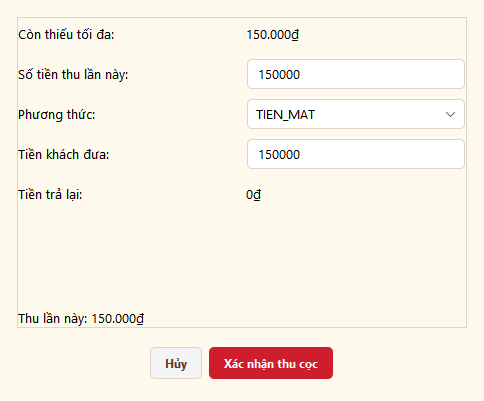 Còn thiếu tối đa: 150.000₫
Số tiền thu lần này: 150000
Phương thức: TIEN_MAT
Tiền khách đưa: 150000
Tiền trả lại: 0₫
Thu lần này: 150.000₫
Hủy Xác nhận thu cọc